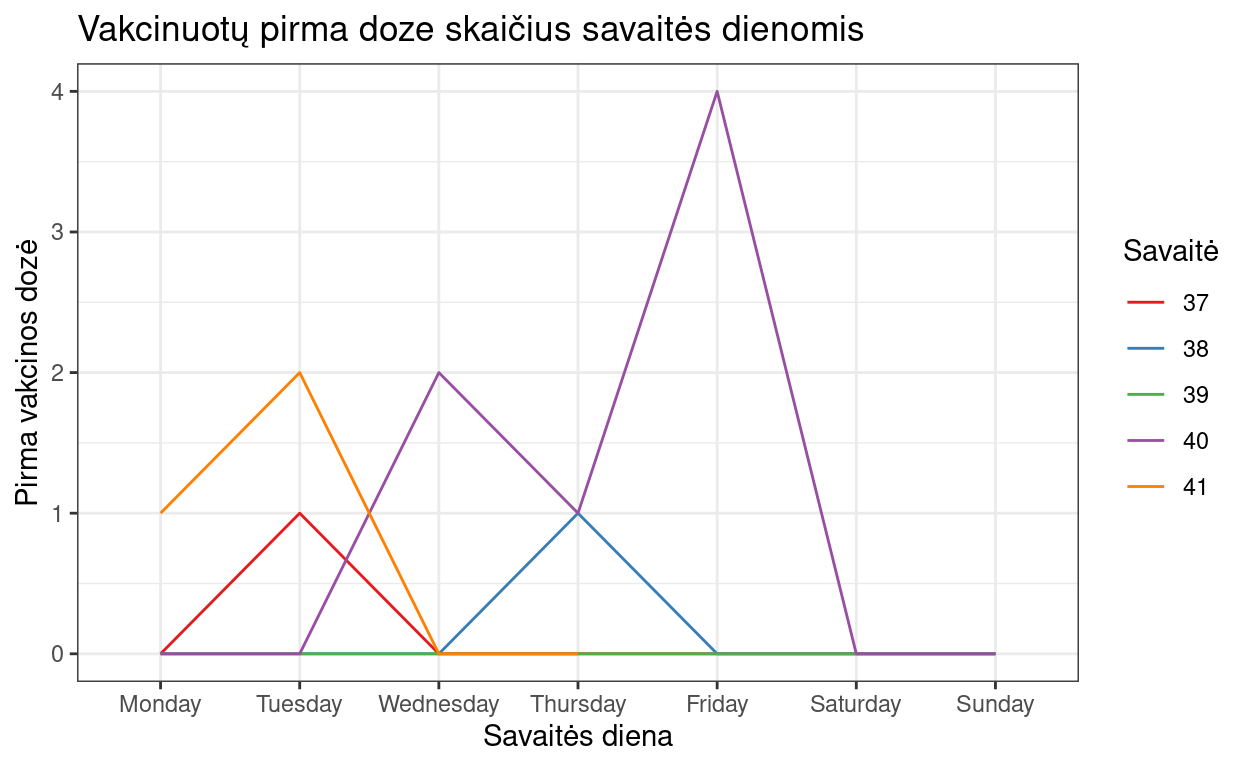 Vakcinuotų pirma doze skaičius savaitės dienomis
Pirma vakcinos dozė
4
3
2
1
0
Monday Tuesday Wednesday Thursday Friday Saturday Sunday
Savaitės diena
Savaitė
37
38
39
40
41